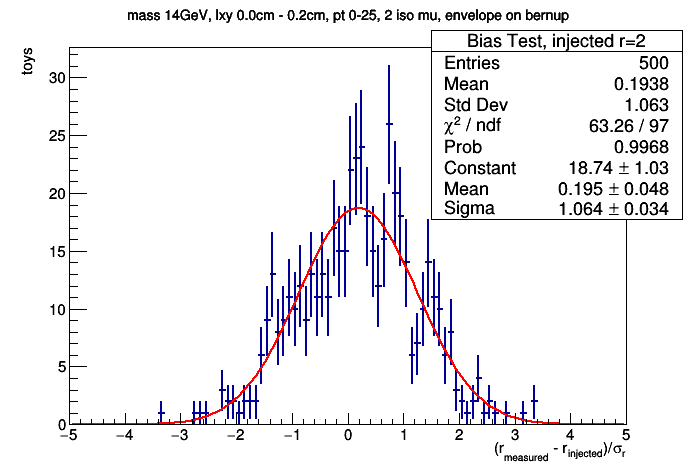 mass 14GeV, lxy 0.0cm - 0.2cm, pt 0-25, 2 iso mu, envelope on bernup
Bias Test, injected r=2
Entries 500
Mean 0.1938
Std Dev 1.063
χ² / ndf 63.26 / 97
Prob 0.9968
Constant 18.74 ± 1.03
Mean 0.195 ± 0.048
Sigma 1.064 ± 0.034
toys
30
25
20
15
10
5
0
−5 −4 −3 −2 −1 0 1 2 3 4 5
(r_measured - r_injected)/σ_r